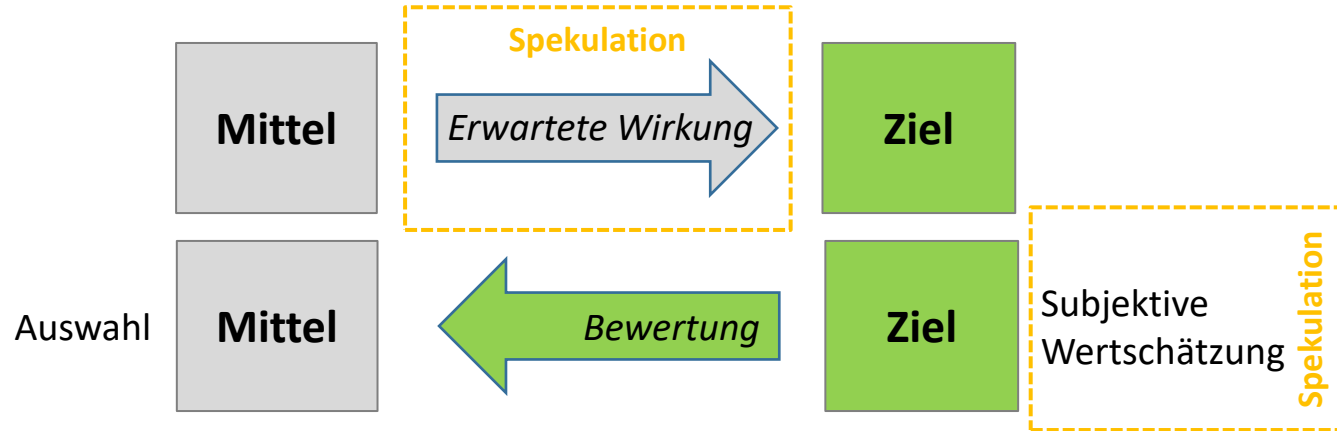 Spekulation
Mittel
Erwartete Wirkung
Ziel
Auswahl
Mittel
Bewertung
Ziel
Subjektive
Wertschätzung
Spekulation